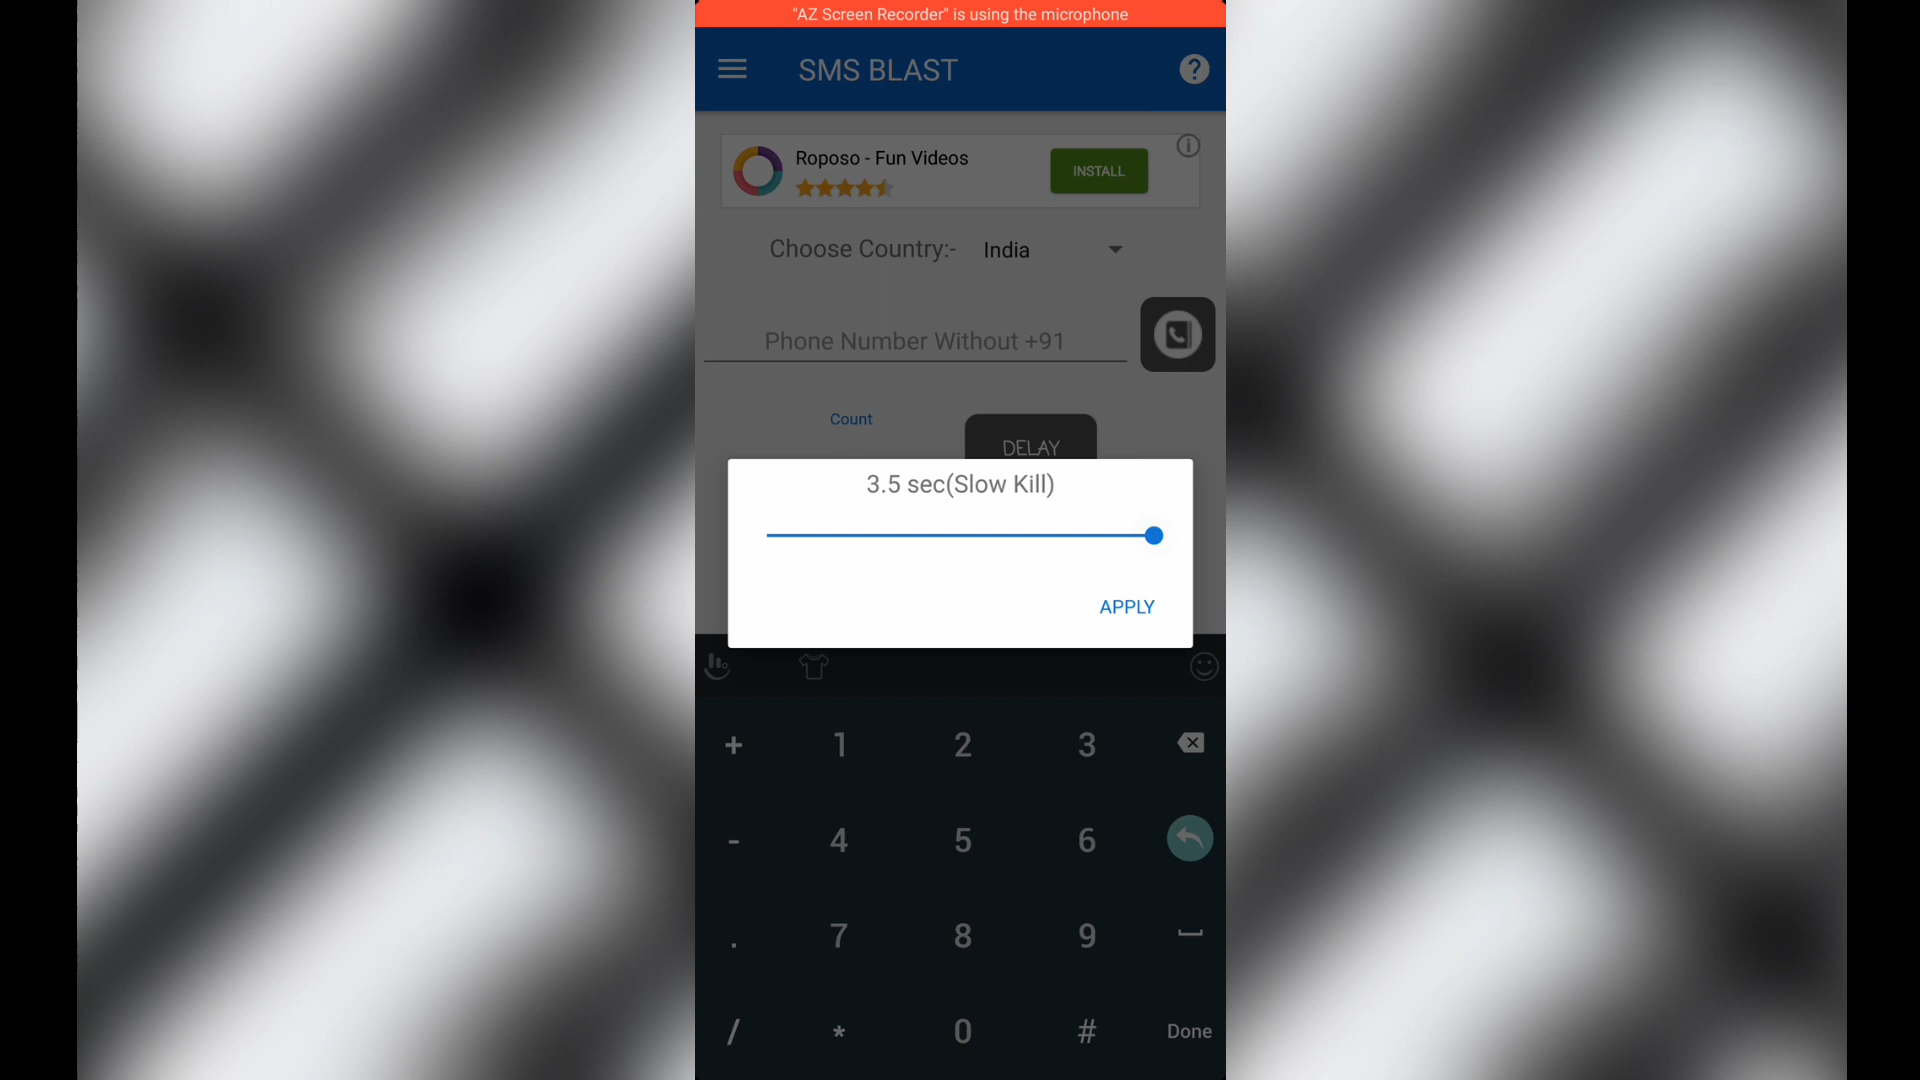 "AZ Screen Recorder" is using the microphone
SMS BLAST
Roposo - Fun Videos
INSTALL
Choose Country:- India
Phone Number Without +91
Count
DELAY
3.5 sec(Slow Kill)
APPLY
+ 1 2 3
- 4 5 6
. 7 8 9
/ * 0 # Done